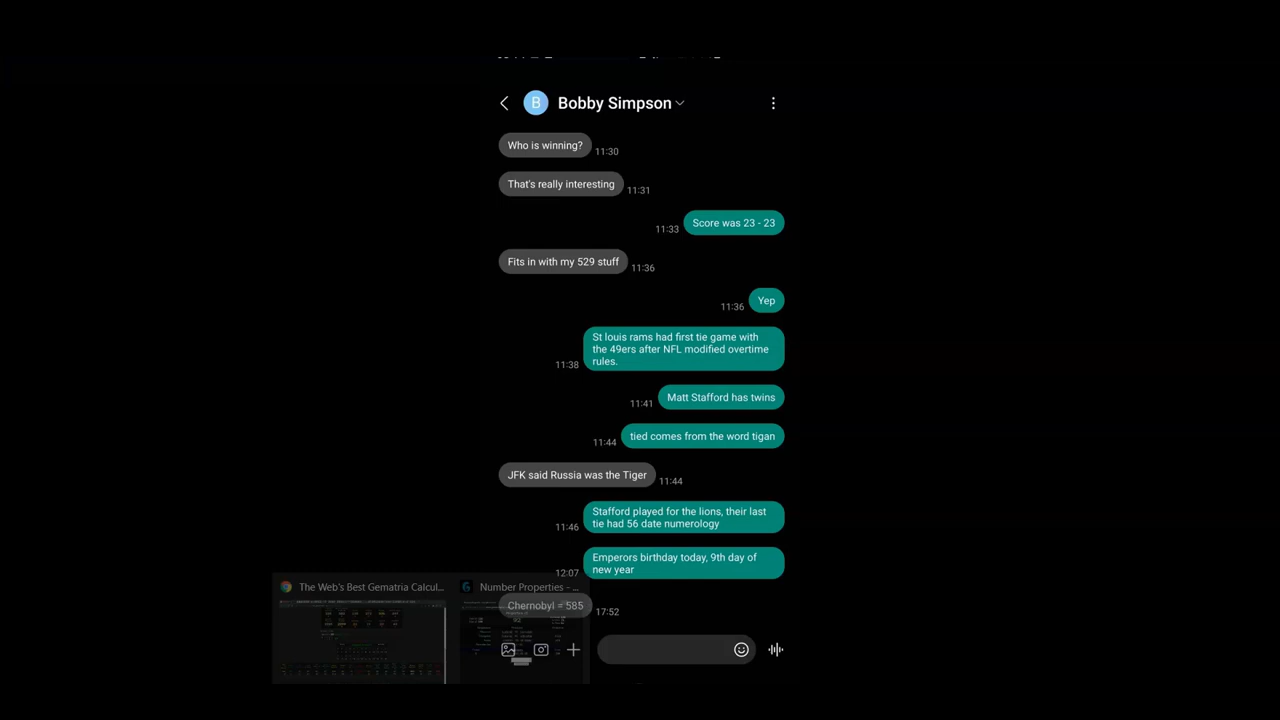 B Bobby Simpson
Who is winning? 11:30
That's really interesting 11:31
11:33 Score was 23 - 23
Fits in with my 529 stuff 11:36
11:36 Yep
St louis rams had first tie game with
the 49ers after NFL modified overtime
11:38 rules.
11:41 Matt Stafford has twins
11:44 tied comes from the word tigan
JFK said Russia was the Tiger 11:44
Stafford played for the lions, their last
11:46 tie had 56 date numerology
Emperors birthday today, 9th day of
12:07 new year
The Web's Best Gematria Calcul...
Number Properties - ...
Chernobyl = 585 17:52